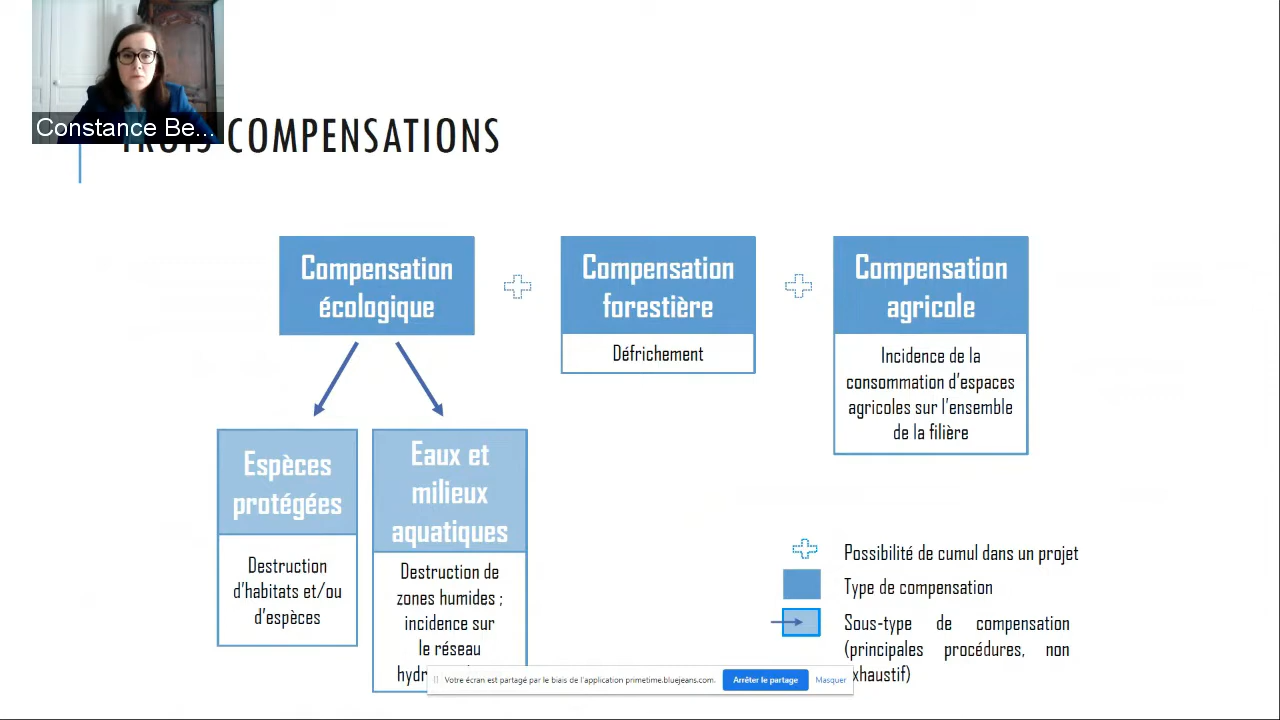 Constance Be...
COMPENSATIONS
Compensation
écologique
Compensation
forestière
Défrichement
Compensation
agricole
Incidence de la
consommation d'espaces
agricoles sur l'ensemble
de la filière
Espèces
protégées
Destruction
d'habitats et/ou
d'espèces
Eaux et
milieux
aquatiques
Destruction de
zones humides ;
incidence sur
le réseau
Possibilité de cumul dans un projet
Type de compensation
Sous-type de compensation
(principales procédures, non
Votre écran est partagé par le biais de l'application primetime.bluejeans.com.
Arrêter le partage
Masquer